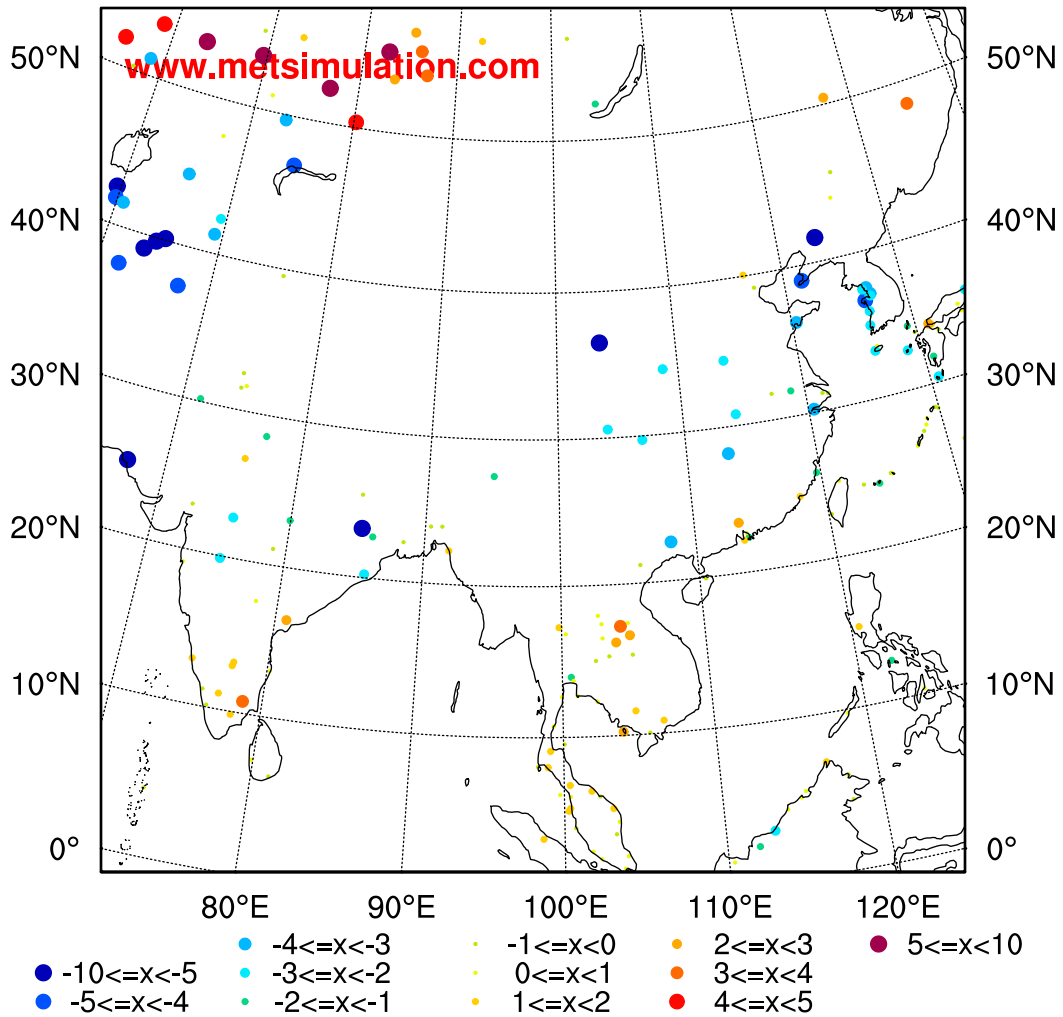 50°N 50°N
www.metsimulation.com
40°N 40°N
30°N 30°N
20°N 20°N
10°N 10°N
0° 0°
80°E 90°E 100°E 110°E 120°E
-4<=x<-3 -1<=x<0 2<=x<3 5<=x<10
-10<=x<-5 -3<=x<-2 0<=x<1 3<=x<4
-5<=x<-4 -2<=x<-1 1<=x<2 4<=x<5